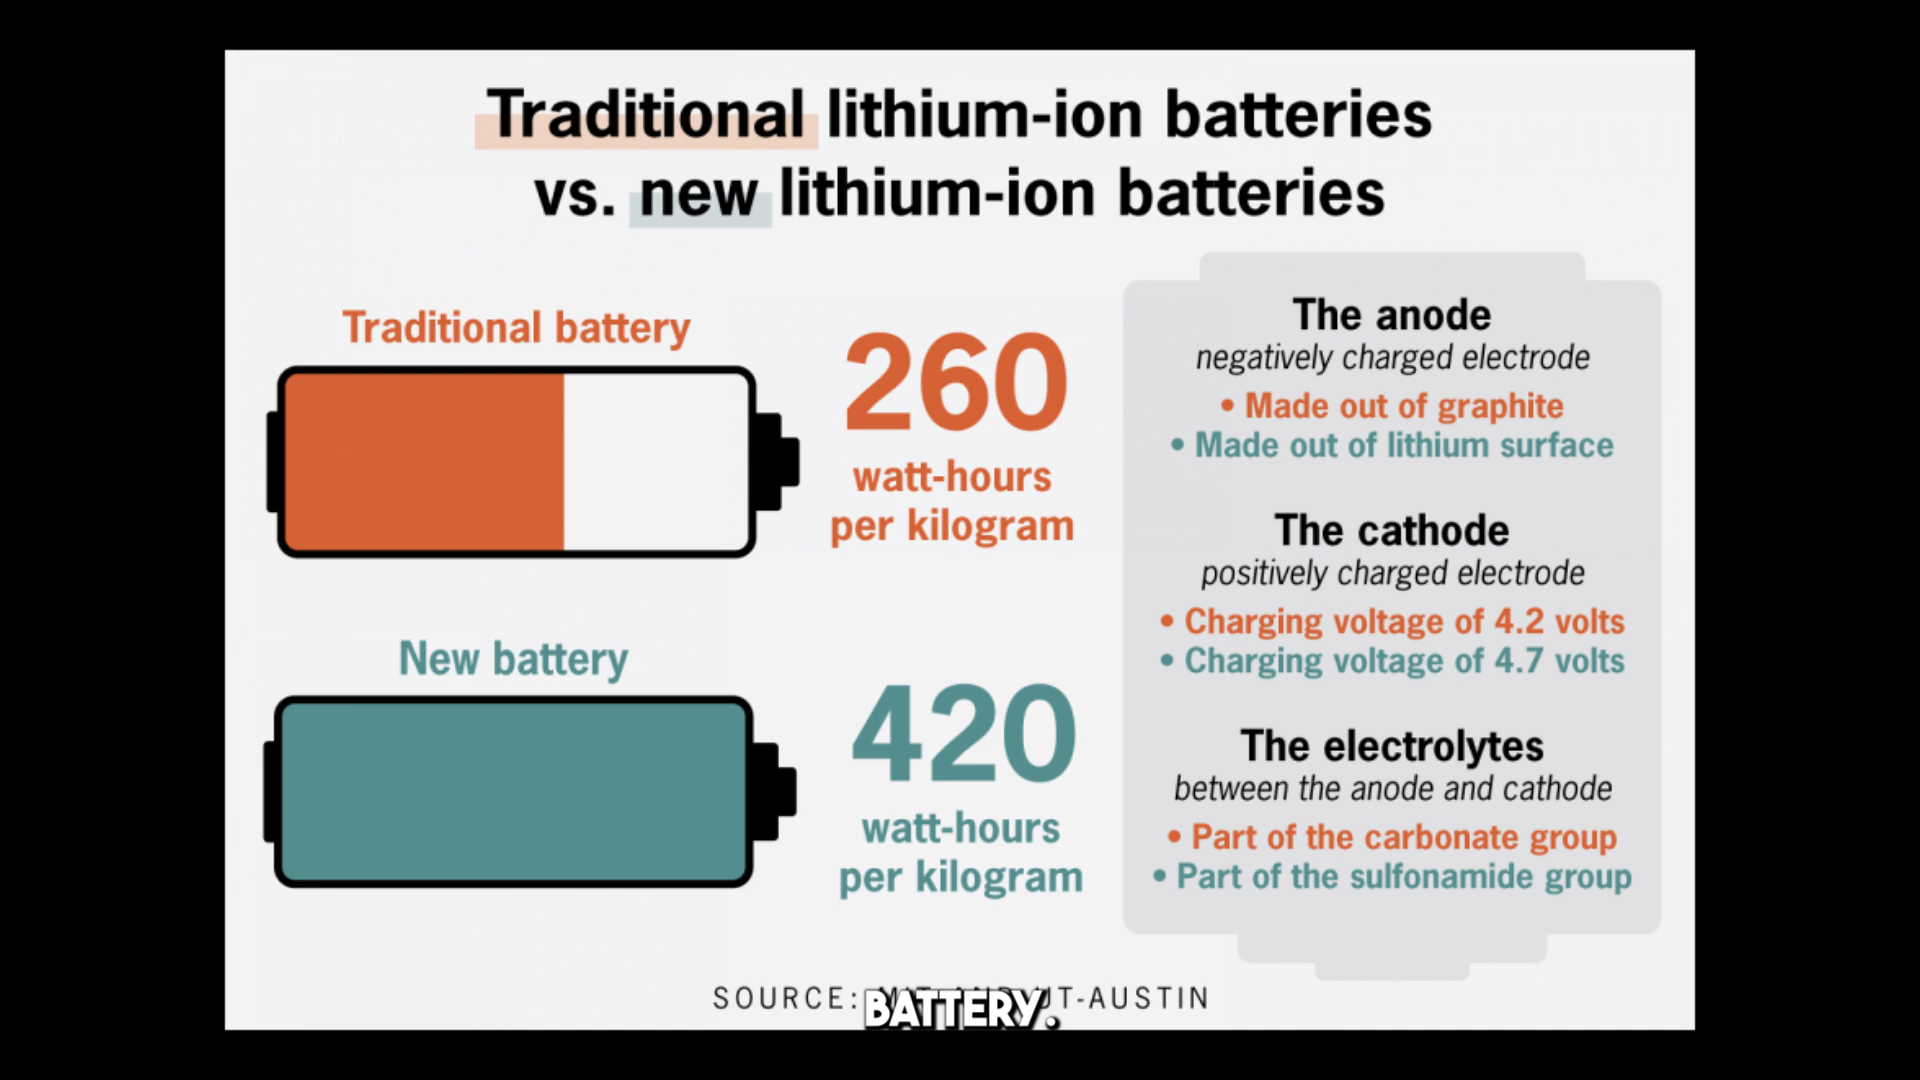 Traditional lithium-ion batteries
vs. new lithium-ion batteries
Traditional battery
260
watt-hours
per kilogram
New battery
420
watt-hours
per kilogram
The anode
negatively charged electrode
• Made out of graphite
• Made out of lithium surface
The cathode
positively charged electrode
• Charging voltage of 4.2 volts
• Charging voltage of 4.7 volts
The electrolytes
between the anode and cathode
• Part of the carbonate group
• Part of the sulfonamide group
SOURCE: MIT AND UT-AUSTIN
BATTERY.